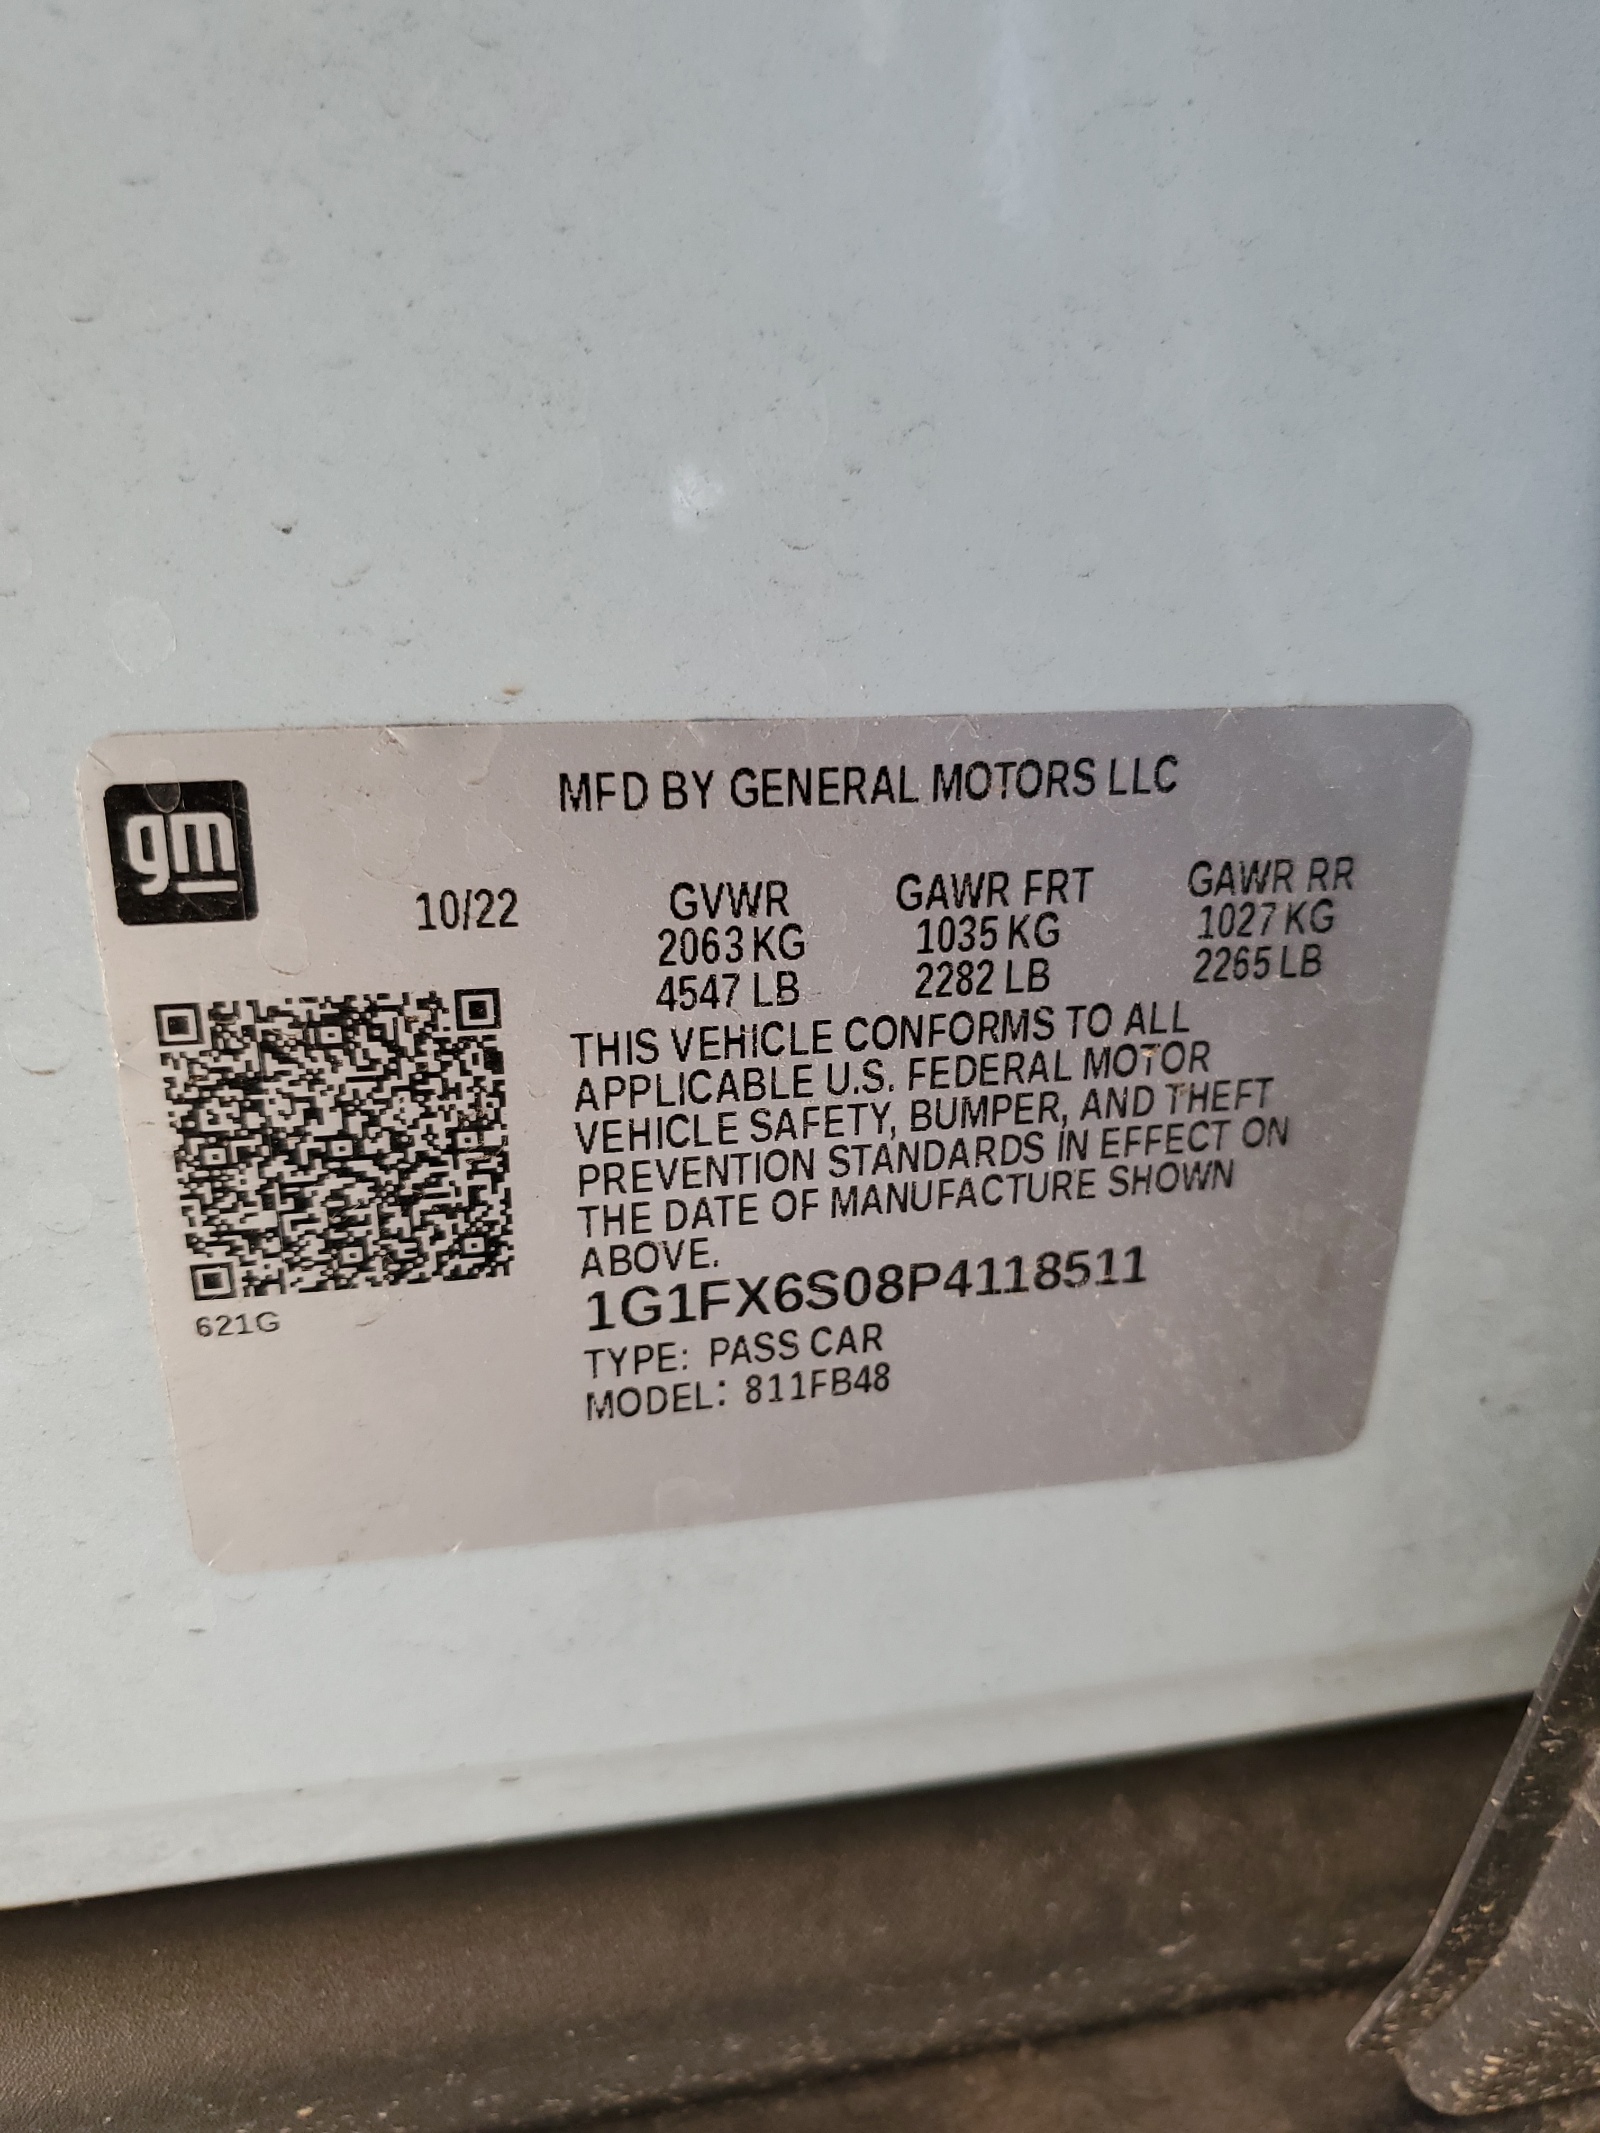 gm
MFD BY GENERAL MOTORS LLC
10/22 GVWR GAWR FRT GAWR RR
2063 KG 1035 KG 1027 KG
4547 LB 2282 LB 2265 LB
THIS VEHICLE CONFORMS TO ALL
APPLICABLE U.S. FEDERAL MOTOR
VEHICLE SAFETY, BUMPER, AND THEFT
PREVENTION STANDARDS IN EFFECT ON
THE DATE OF MANUFACTURE SHOWN
ABOVE.
1G1FX6S08P4118511
621G
TYPE: PASS CAR
MODEL: 811FB48